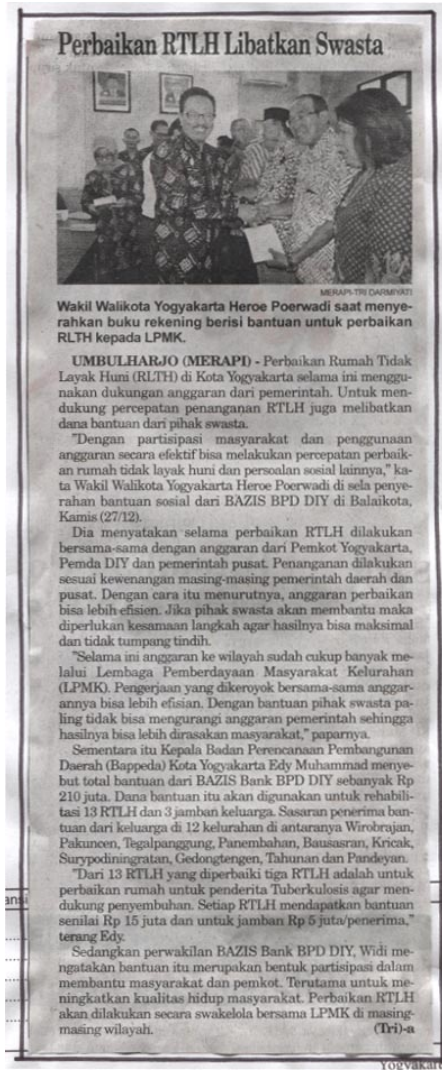 Perbaikan RTLH Libatkan Swasta
MERAPI-TRI DARMIYATI
Wakil Walikota Yogyakarta Heroe Poerwadi saat menye-
rahkan buku rekening berisi bantuan untuk perbaikan
RLTH kepada LPMK.
UMBULHARJO (MERAPI) - Perbaikan Rumah Tidak
Layak Huni (RLTH) di Kota Yogyakarta selama ini menggu-
nakan dukungan anggaran dari pemerintah. Untuk men-
dukung percepatan penanganan RTLH juga melibatkan
dana bantuan dari pihak swasta.
"Dengan partisipasi masyarakat dan penggunaan
anggaran secara efektif bisa melakukan percepatan perbaik-
an rumah tidak layak huni dan persoalan sosial lainnya," ka-
ta Wakil Walikota Yogyakarta Heroe Poerwadi di sela penye-
rahan bantuan sosial dari BAZIS BPD DIY di Balaikota,
Kamis (27/12).
Dia menyatakan selama perbaikan RTLH dilakukan
bersama-sama dengan anggaran dari Pemkot Yogyakarta,
Pemda DIY dan pemerintah pusat. Penanganan dilakukan
sesuai kewenangan masing-masing pemerintah daerah dan
pusat. Dengan cara itu menurutnya, anggaran perbaikan
bisa lebih efisien. Jika pihak swasta akan membantu maka
diperlukan kesamaan langkah agar hasilnya bisa maksimal
dan tidak tumpang tindih.
"Selama ini anggaran ke wilayah sudah cukup banyak me-
lalui Lembaga Pemberdayaan Masyarakat Kelurahan
(LPMK). Pengerjaan yang dikeroyok bersama-sama anggar-
annya bisa lebih efisian. Dengan bantuan pihak swasta pa-
ling tidak bisa mengurangi anggaran pemerintah sehingga
hasilnya bisa lebih dirasakan masyarakat," paparnya.
Sementara itu Kepala Badan Perencanaan Pembangunan
Daerah (Bappeda) Kota Yogyakarta Edy Muhammad menye-
but total bantuan dari BAZIS Bank BPD DIY sebanyak Rp
210 juta. Dana bantuan itu akan digunakan untuk rehabili-
tasi 13 RTLH dan 3 jamban keluarga. Sasaran penerima ban-
tuan dari keluarga di 12 kelurahan di antaranya Wirobrajan,
Pakuncen, Tegalpanggung, Panembahan, Bausasran, Kricak,
Surypodiningratan, Gedongtengen, Tahunan dan Pandeyan.
"Dari 13 RTLH yang diperbaiki tiga RTLH adalah untuk
perbaikan rumah untuk penderita Tuberkulosis agar men-
dukung penyembuhan. Setiap RTLH mendapatkan bantuan
senilai Rp 15 juta dan untuk jamban Rp 5 juta/penerima,"
terang Edy.
Sedangkan perwakilan BAZIS Bank BPD DIY, Widi me-
ngatakan bantuan itu merupakan bentuk partisipasi dalam
membantu masyarakat dan pemkot. Terutama untuk me-
ningkatkan kualitas hidup masyarakat. Perbaikan RTLH
akan dilakukan secara swakelola bersama LPMK di masing-
masing wilayah. (Tri)-a